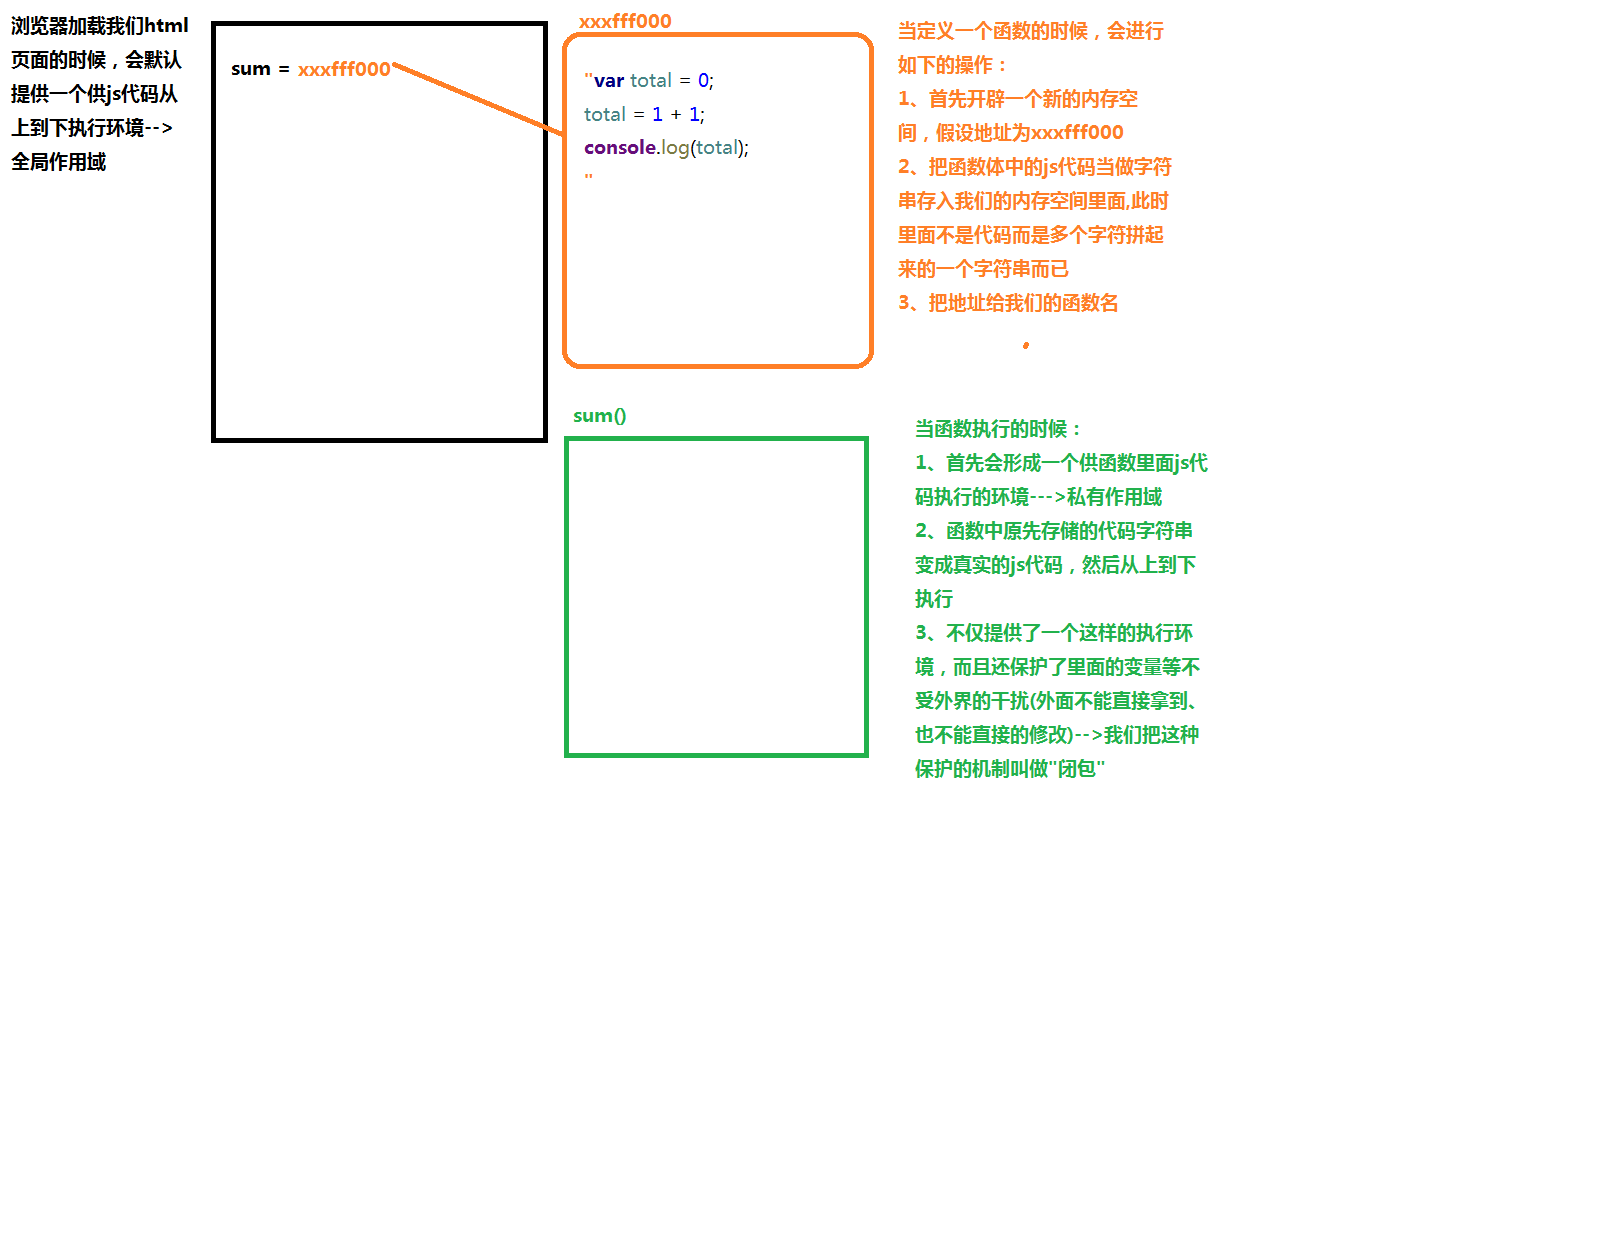 浏览器加载我们html
页面的时候，会默认
提供一个供js代码从
上到下执行环境-->
全局作用域
sum = xxxfff000
xxxfff000
"var total = 0;
total = 1 + 1;
console.log(total);
"
当定义一个函数的时候，会进行
如下的操作：
1、首先开辟一个新的内存空
间，假设地址为xxxfff000
2、把函数体中的js代码当做字符
串存入我们的内存空间里面,此时
里面不是代码而是多个字符拼起
来的一个字符串而已
3、把地址给我们的函数名
sum()
当函数执行的时候：
1、首先会形成一个供函数里面js代
码执行的环境--->私有作用域
2、函数中原先存储的代码字符串
变成真实的js代码，然后从上到下
执行
3、不仅提供了一个这样的执行环
境，而且还保护了里面的变量等不
受外界的干扰(外面不能直接拿到、
也不能直接的修改)-->我们把这种
保护的机制叫做"闭包"